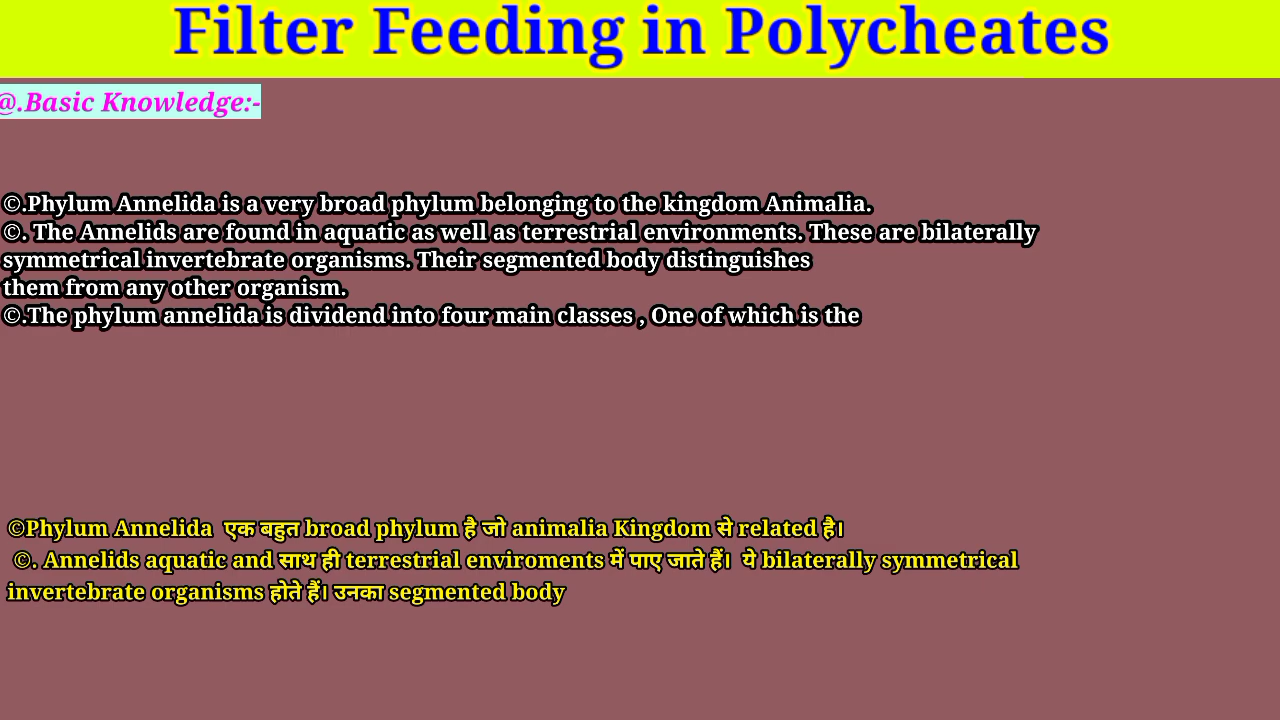 Filter Feeding in Polycheates
@.Basic Knowledge:-
©.Phylum Annelida is a very broad phylum belonging to the kingdom Animalia.
©. The Annelids are found in aquatic as well as terrestrial environments. These are bilaterally
symmetrical invertebrate organisms. Their segmented body distinguishes
them from any other organism.
©.The phylum annelida is dividend into four main classes , One of which is the
©Phylum Annelida एक बहुत broad phylum है जो animalia Kingdom से related है।
©. Annelids aquatic and साथ ही terrestrial enviroments में पाए जाते हैं। ये bilaterally symmetrical
invertebrate organisms होते हैं। उनका segmented body